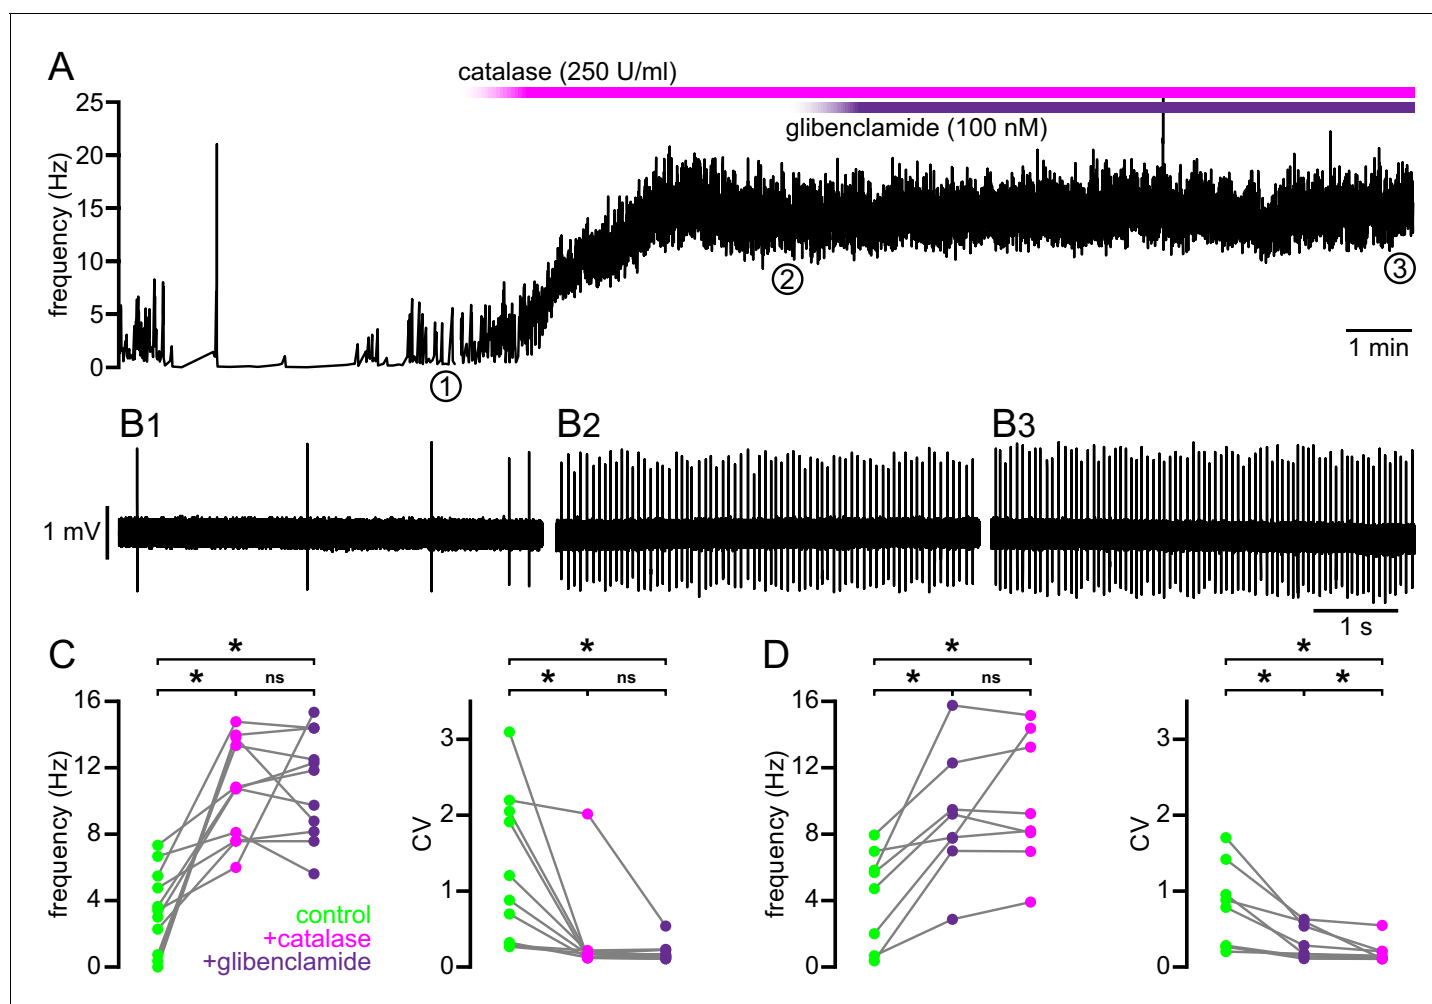 A
catalase (250 U/ml)
glibenclamide (100 nM)
frequency (Hz)
25
20
15
10
5
0
1
2
3
1 min
B1
B2
B3
1 mV
1 s
C
* 
* ns
frequency (Hz)
16
12
8
4
0
control
+catalase
+glibenclamide
*
* ns
CV
3
2
1
0
D
*
* ns
frequency (Hz)
16
12
8
4
0
*
* *
CV
3
2
1
0